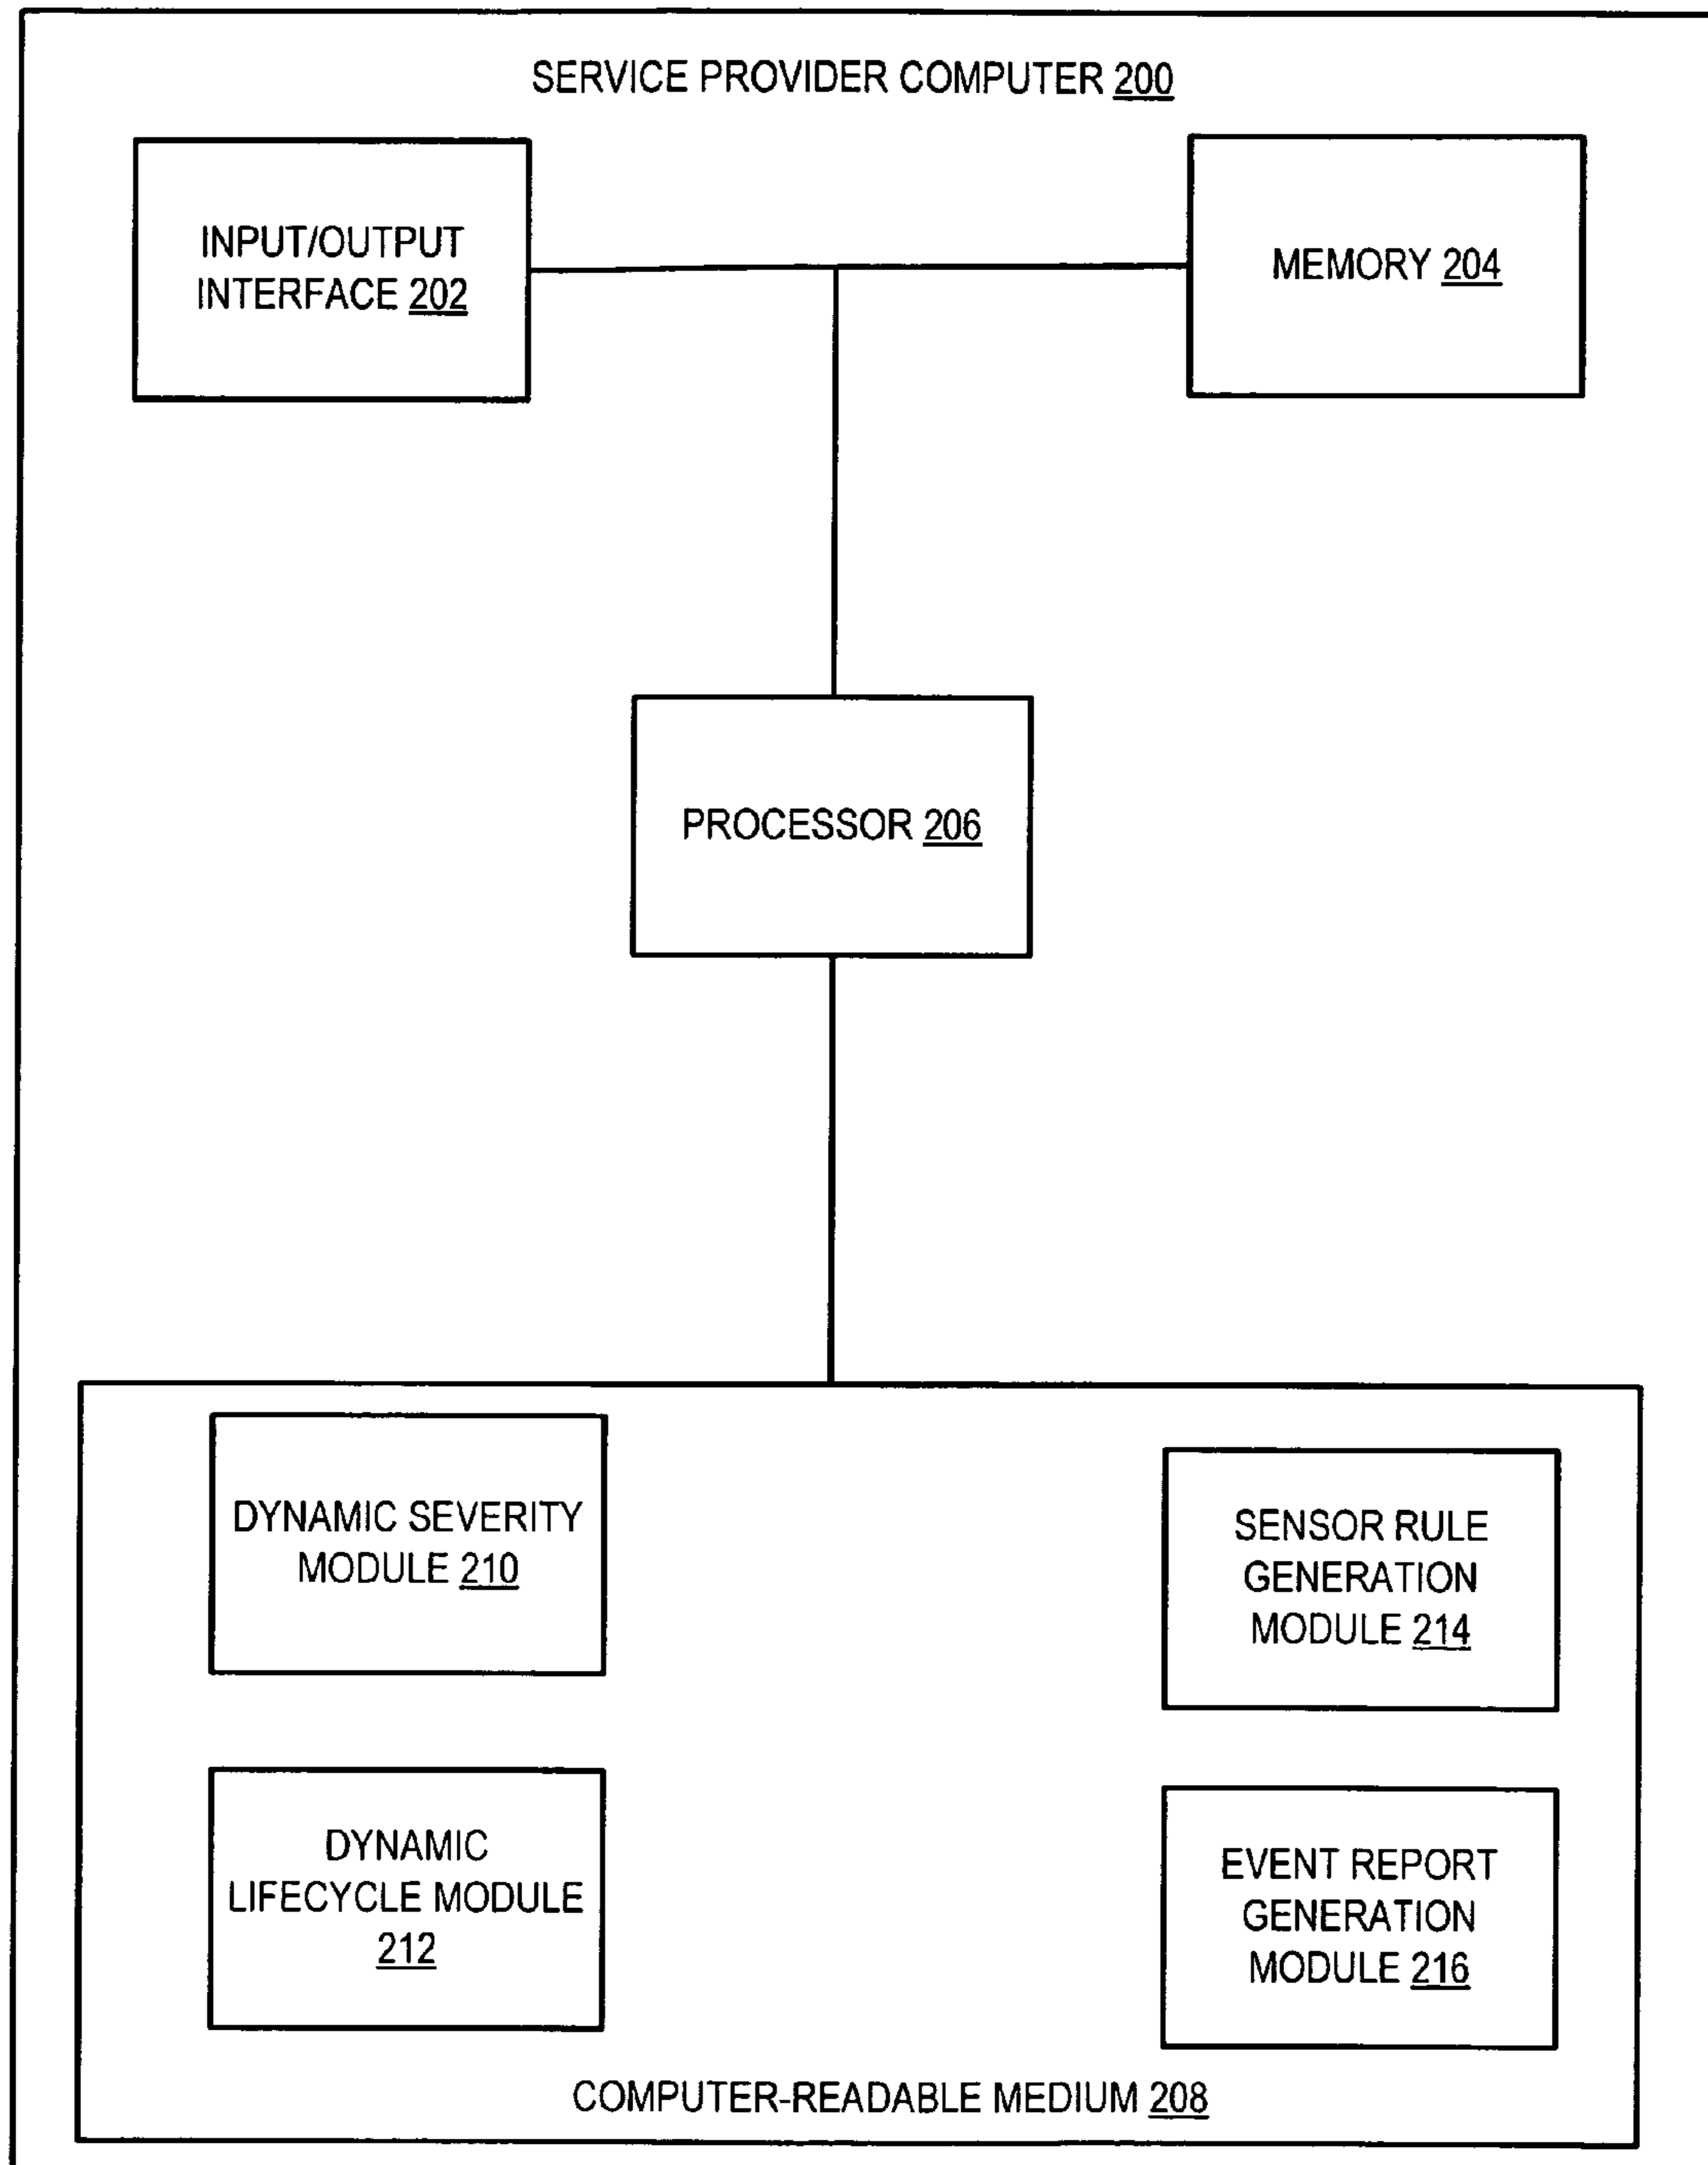 SERVICE PROVIDER COMPUTER 200
INPUT/OUTPUT
INTERFACE 202
MEMORY 204
PROCESSOR 206
DYNAMIC SEVERITY
MODULE 210
SENSOR RULE
GENERATION
MODULE 214
DYNAMIC
LIFECYCLE MODULE
212
EVENT REPORT
GENERATION
MODULE 216
COMPUTER-READABLE MEDIUM 208